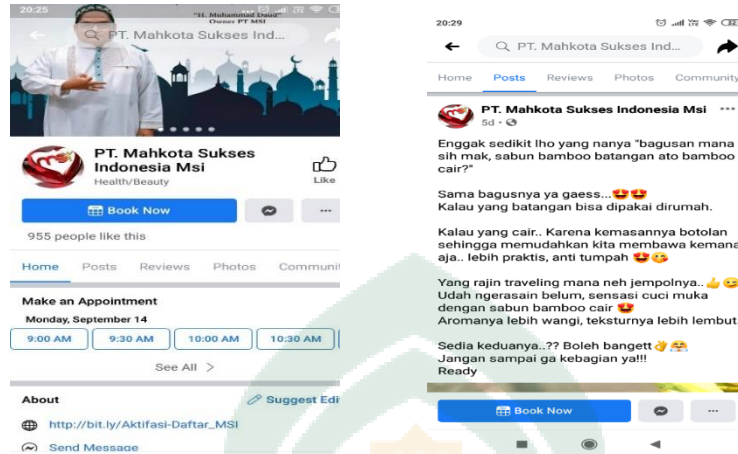 20:25
"H. Muhammad Daud"
Owner PT MSI
PT. Mahkota Sukses Ind...
PT. Mahkota Sukses
Indonesia Msi
Health/Beauty
Like
Book Now
955 people like this
Home Posts Reviews Photos Communit
Make an Appointment
Monday, September 14
9:00 AM 9:30 AM 10:00 AM 10:30 AM
See All >
About Suggest Edi
http://bit.ly/Aktifasi-Daftar_MSI
Send Message
20:29
PT. Mahkota Sukses Ind...
Home Posts Reviews Photos Community
PT. Mahkota Sukses Indonesia Msi
5d
Enggak sedikit lho yang nanya "bagusan mana
sih mak, sabun bamboo batangan ato bamboo
cair?"
Sama bagusnya ya gaess...😍😍
Kalau yang batangan bisa dipakai dirumah.
Kalau yang cair.. Karena kemasannya botolan
sehingga memudahkan kita membawa kemana
aja.. lebih praktis, anti tumpah 😍😋
Yang rajin traveling mana neh jempolnya..👍😉
Udah ngerasain belum, sensasi cuci muka
dengan sabun bamboo cair 😍
Aromanya lebih wangi, teksturnya lebih lembut.
Sedia keduanya..?? Boleh bangett👌🤗
Jangan sampai ga kebagian ya!!!
Ready
Book Now